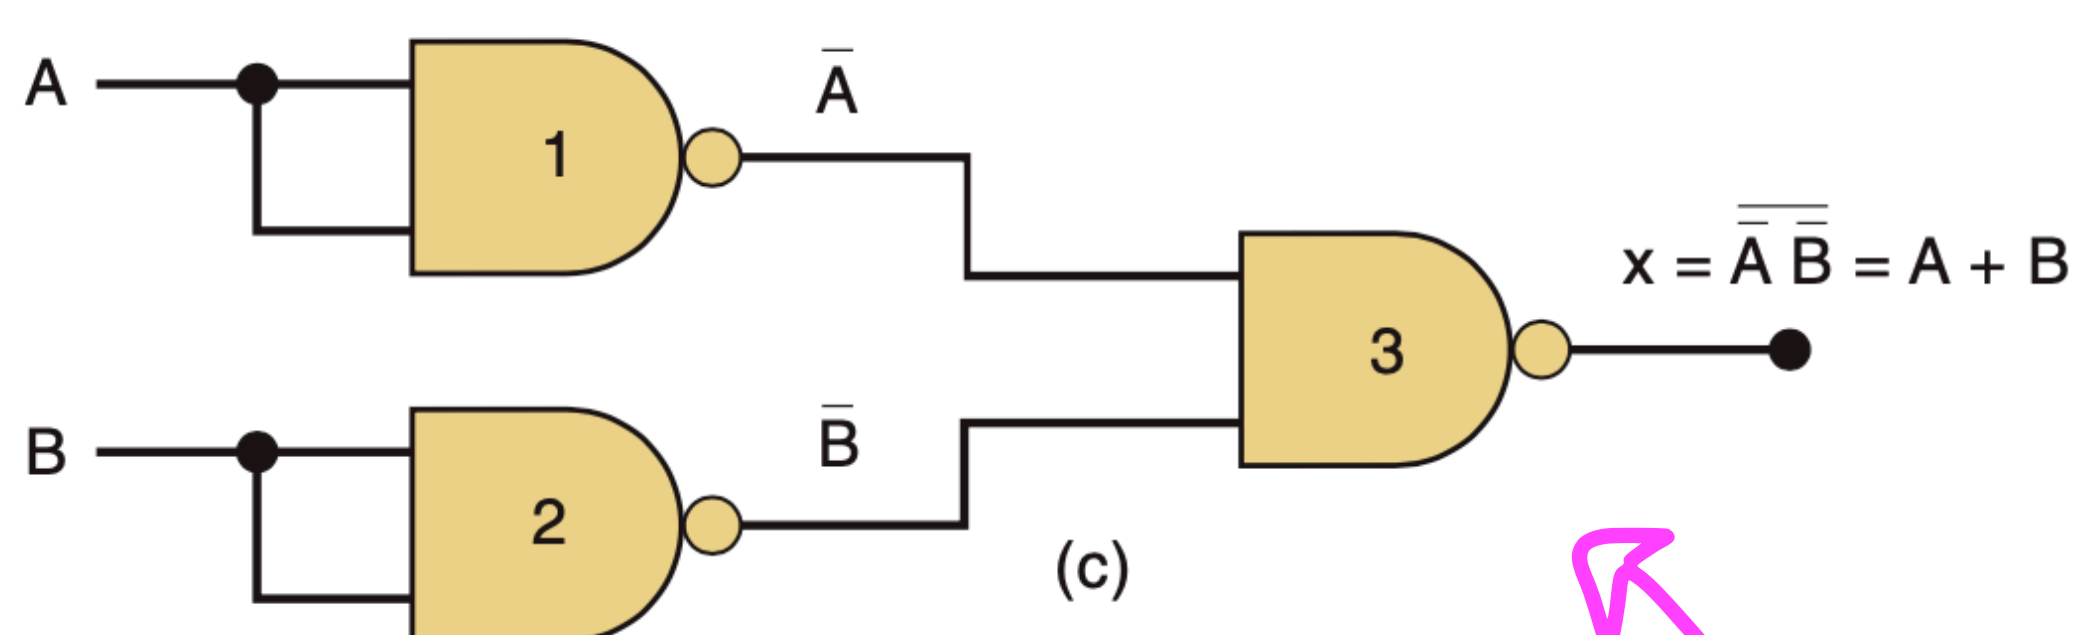 A
1
A̅
x = A̿ ̅B̿ = A + B
3
B
B̅
2
(c)